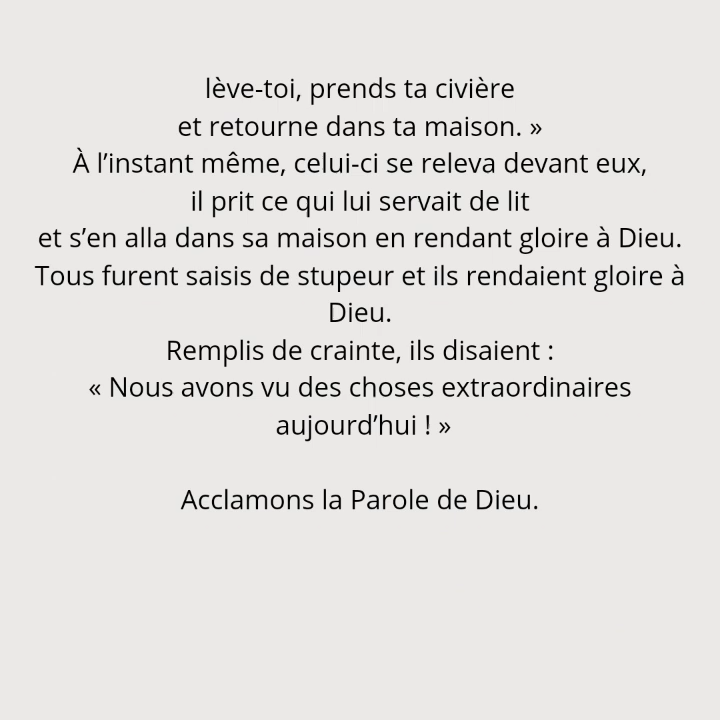 lève-toi, prends ta civière
et retourne dans ta maison. »
À l’instant même, celui-ci se releva devant eux,
il prit ce qui lui servait de lit
et s’en alla dans sa maison en rendant gloire à Dieu.
Tous furent saisis de stupeur et ils rendaient gloire à
Dieu.
Remplis de crainte, ils disaient :
« Nous avons vu des choses extraordinaires
aujourd’hui ! »
Acclamons la Parole de Dieu.